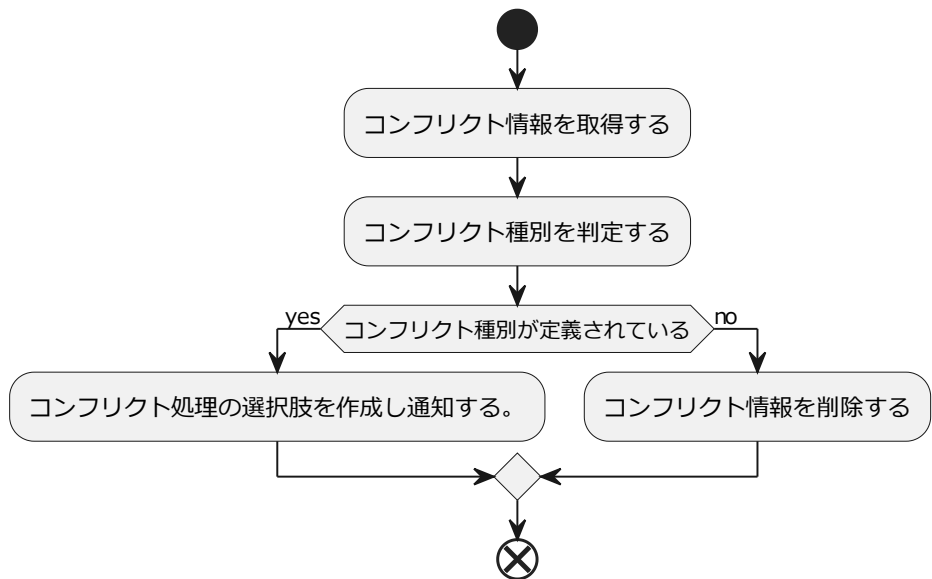 コンフリクト情報を取得する
コンフリクト種別を判定する
yes
コンフリクト種別が定義されている
no
コンフリクト処理の選択肢を作成し通知する。
コンフリクト情報を削除する